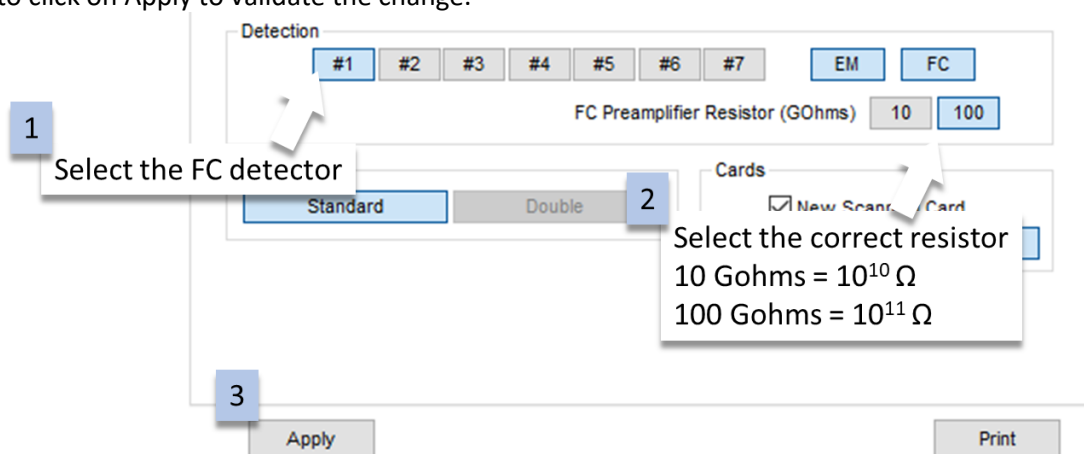 to click on Apply to validate the change.
Detection
#1 #2 #3 #4 #5 #6 #7 EM FC
FC Preamplifier Resistor (GOhms) 10 100
1
Select the FC detector
Standard Double
2
Cards
New Card
Select the correct resistor
10 Gohms = 10¹⁰ Ω
100 Gohms = 10¹¹ Ω
3
Apply Print